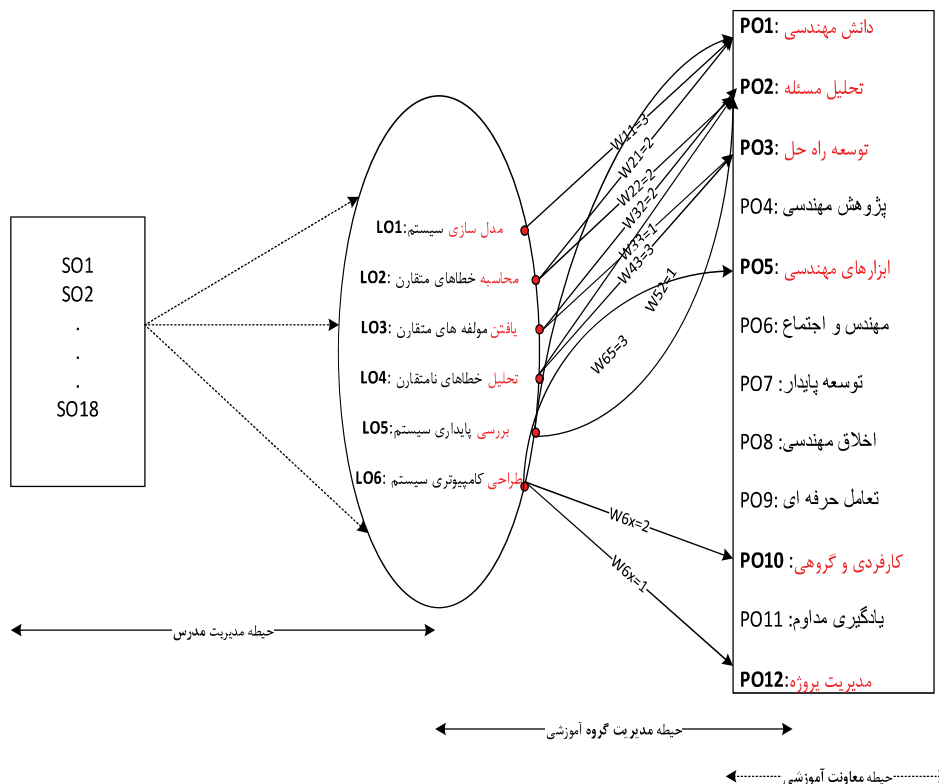 SO1
SO2
.
.
.
SO18
LO1: مدل سازی سیستم
LO2: محاسبه خطاهای متقارن
LO3: یافتن مولفه های متقارن
LO4: تحلیل خطاهای نامتقارن
LO5: بررسی پایداری سیستم
LO6: طراحی کامپیوتری سیستم
W11=3
W21=2
W22=2
W32=2
W33=1
W43=3
W52=1
W65=3
W6x=2
W6x=1
PO1: دانش مهندسی
PO2: تحلیل مسئله
PO3: توسعه راه حل
PO4: پژوهش مهندسی
PO5: ابزارهای مهندسی
PO6: مهندس و اجتماع
PO7: توسعه پایدار
PO8: اخلاق مهندسی
PO9: تعامل حرفه ای
PO10: کارفردی و گروهی
PO11: یادگیری مداوم
PO12: مدیریت پروژه
حیطه مدیریت مدرس
حیطه مدیریت گروه آموزشی
حیطه معاونت آموزشی